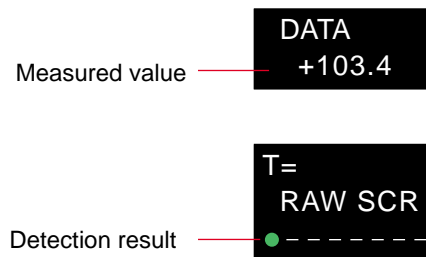 DATA
Measured value
+103.4
T=
RAW SCR
Detection result